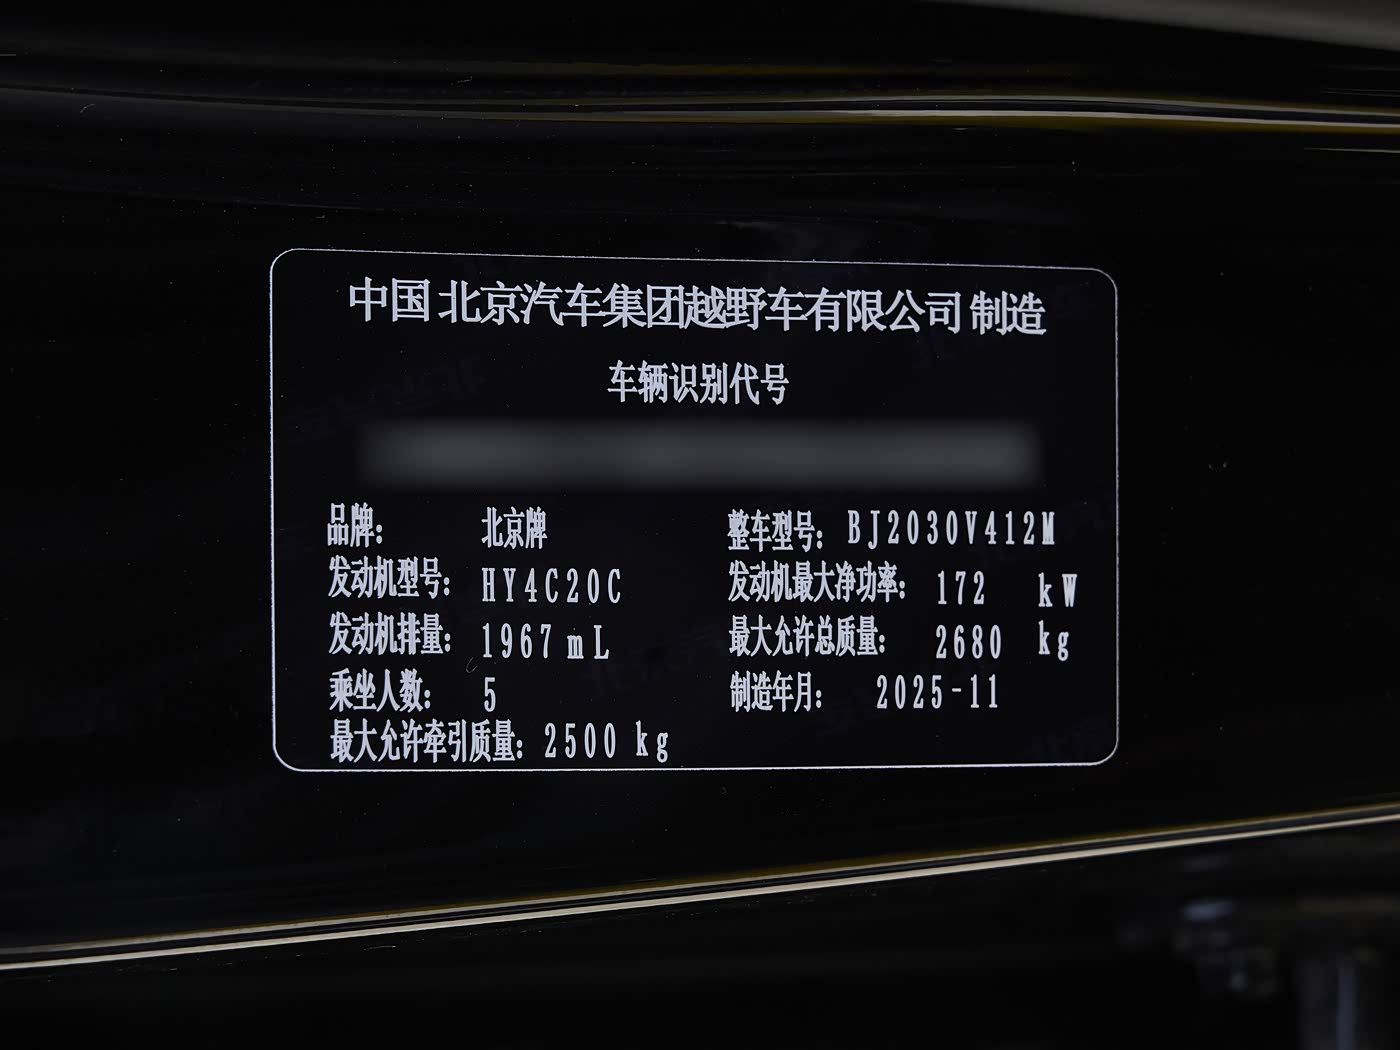 中国 北京汽车集团越野车有限公司 制造
车辆识别代号
品牌: 北京牌 整车型号: BJ2030V412M
发动机型号: HY4C20C 发动机最大净功率: 172 kW
发动机排量: 1967 mL 最大允许总质量: 2680 kg
乘坐人数: 5 制造年月: 2025-11
最大允许牵引质量: 2500 kg